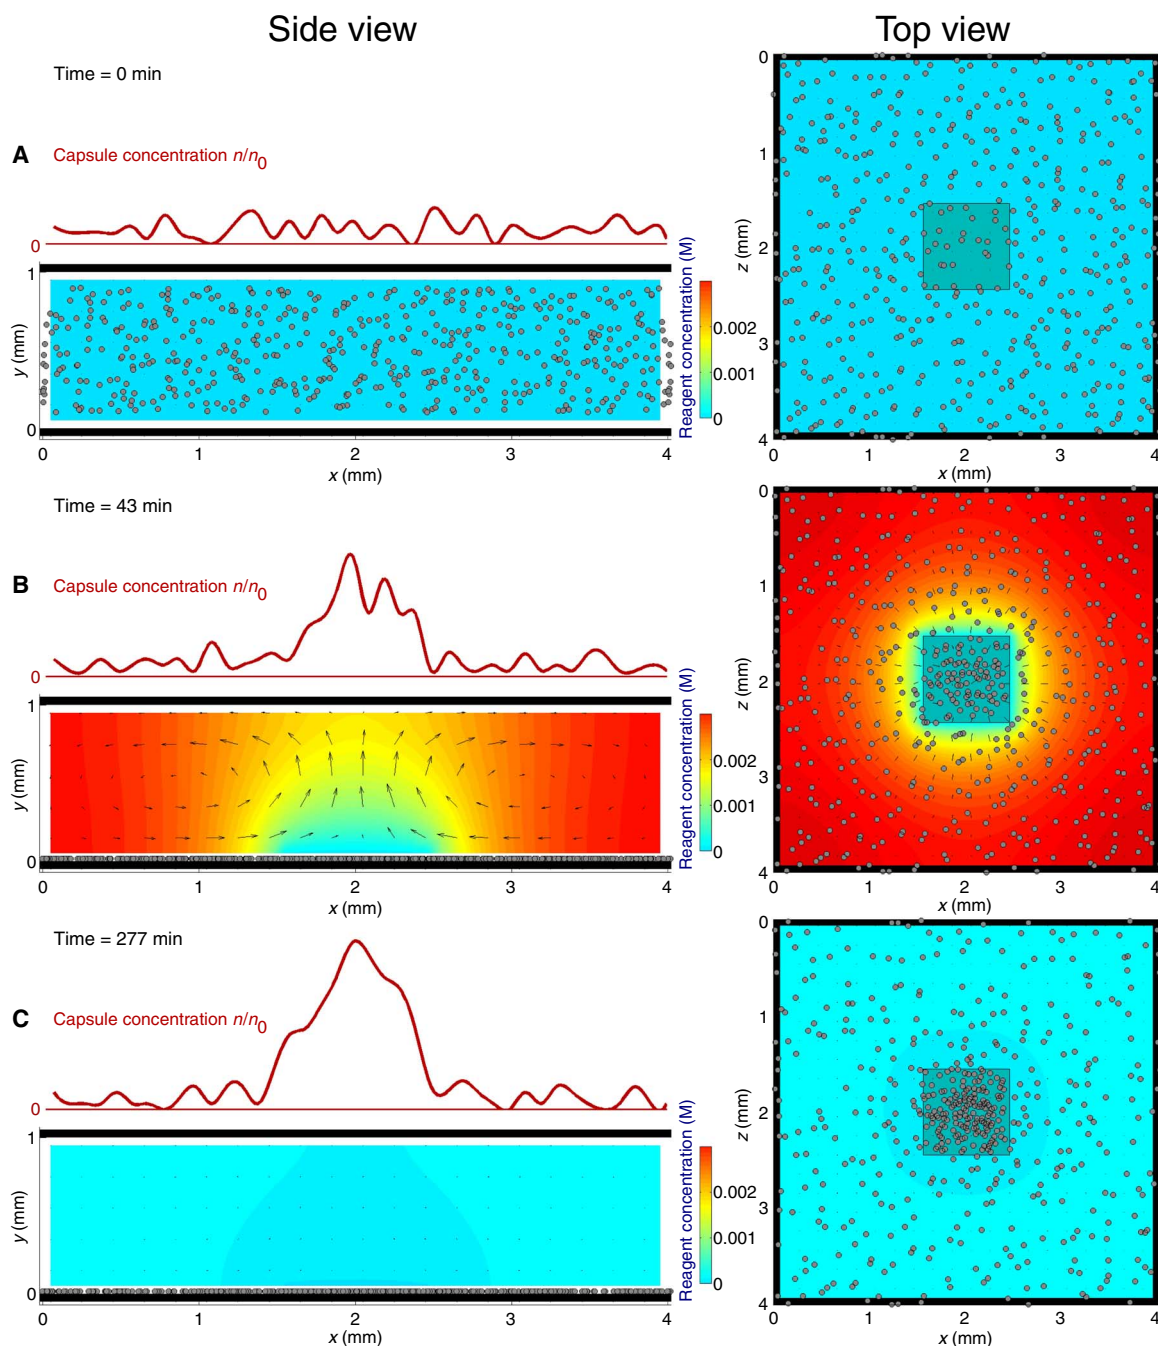 Side view
Top view
Time = 0 min
A
Capsule concentration n/n0
0
1
y (mm)
0
0 1 2 3 4
x (mm)
Reagent concentration (M)
0.002
0.001
0
0
1
z (mm)
2
3
4
0 1 2 3 4
x (mm)
Time = 43 min
B
Capsule concentration n/n0
0
1
y (mm)
0
0 1 2 3 4
x (mm)
Reagent concentration (M)
0.002
0.001
0
0
1
z (mm)
2
3
4
0 1 2 3 4
x (mm)
Time = 277 min
C
Capsule concentration n/n0
0
1
y (mm)
0
0 1 2 3 4
x (mm)
Reagent concentration (M)
0.002
0.001
0
0
1
z (mm)
2
3
4
0 1 2 3 4
x (mm)